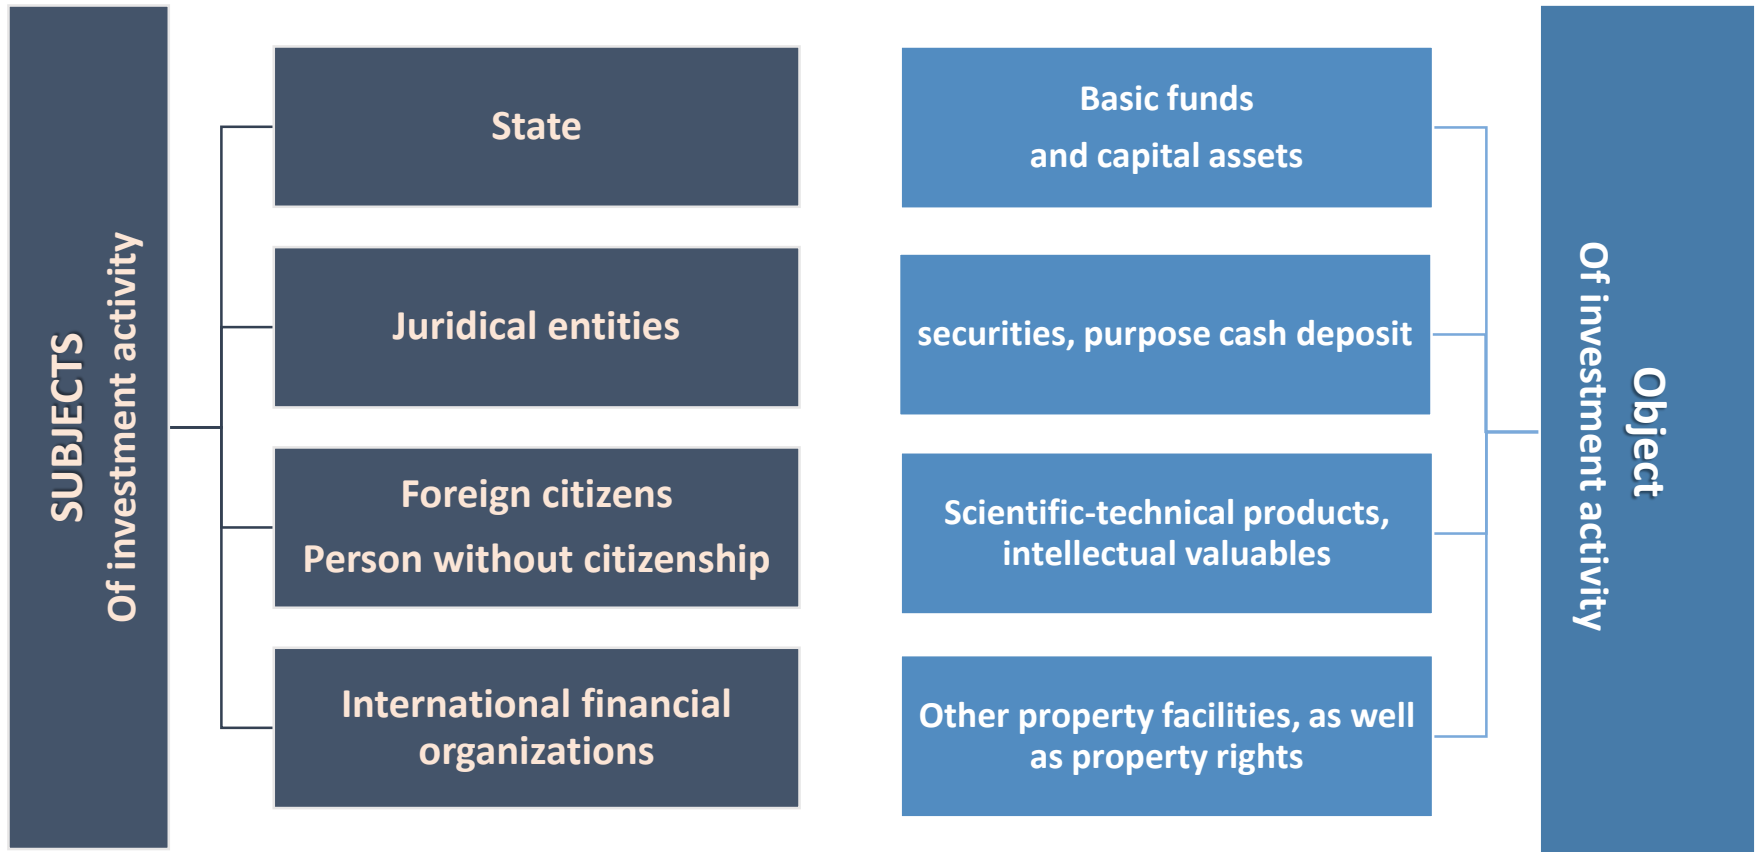 SUBJECTS
Of investment activity
State
Juridical entities
Foreign citizens
Person without citizenship
International financial
organizations
Basic funds
and capital assets
securities, purpose cash deposit
Scientific-technical products,
intellectual valuables
Other property facilities, as well
as property rights
Object
Of investment activity